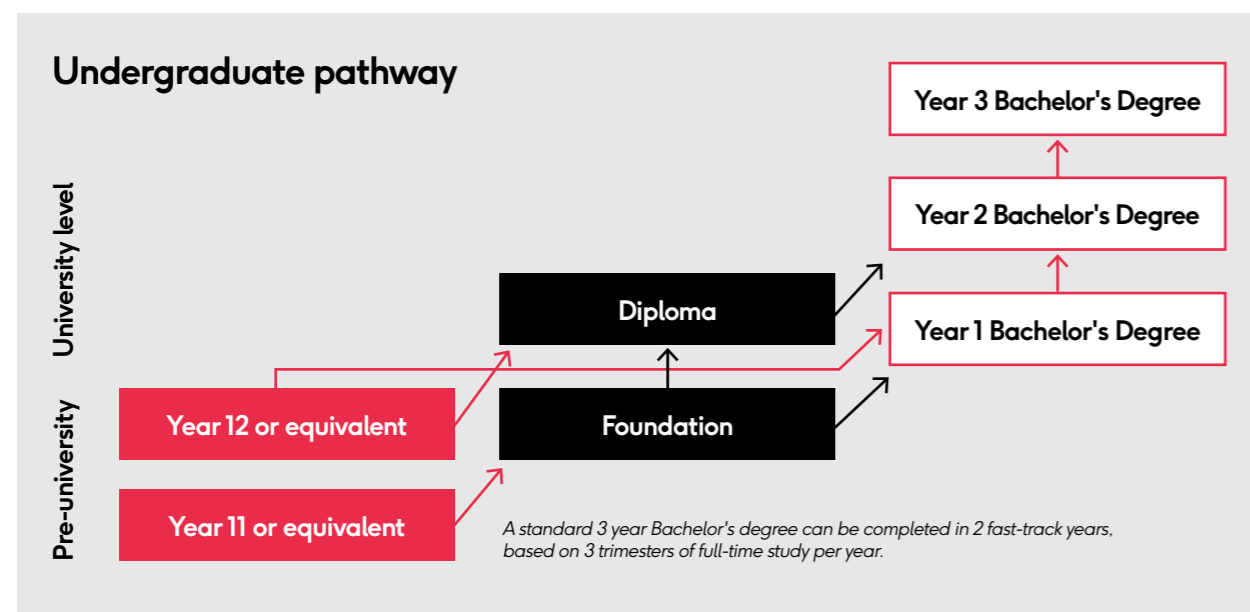 Undergraduate pathway
Year 3 Bachelor's Degree
Year 2 Bachelor's Degree
University level
Diploma
Year 1 Bachelor's Degree
Pre-university
Year 12 or equivalent
Foundation
Year 11 or equivalent
A standard 3 year Bachelor's degree can be completed in 2 fast-track years,
based on 3 trimesters of full-time study per year.